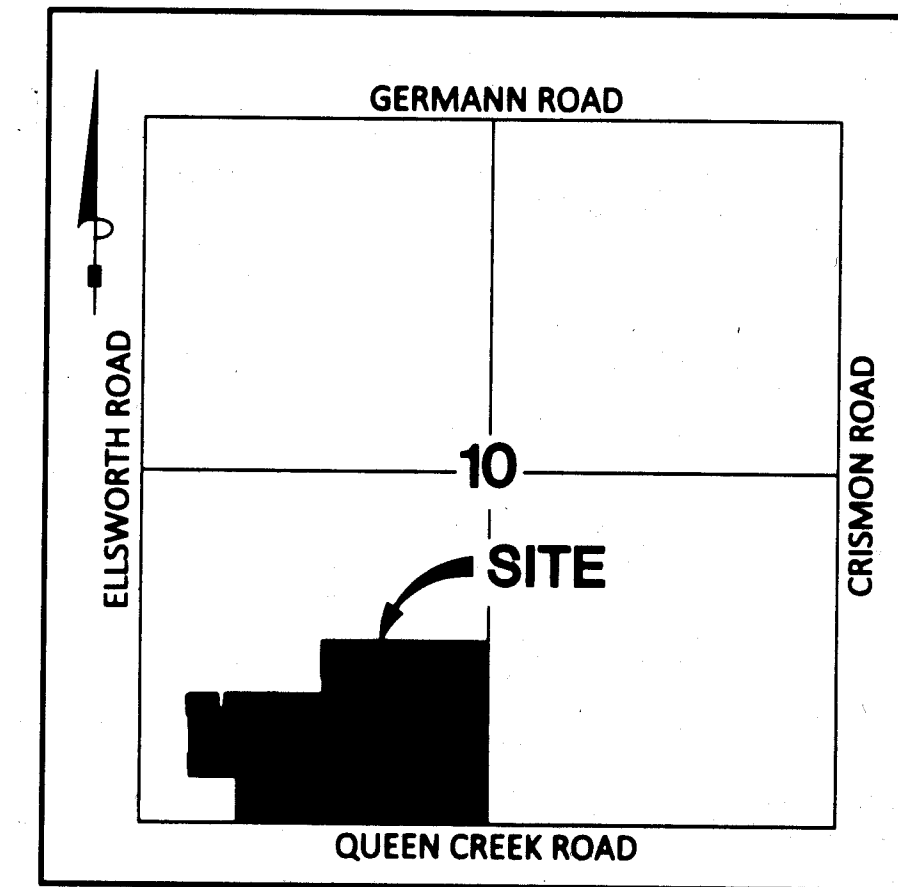 GERMANN ROAD
ELLSWORTH ROAD
CRISMON ROAD
10
SITE
QUEEN CREEK ROAD